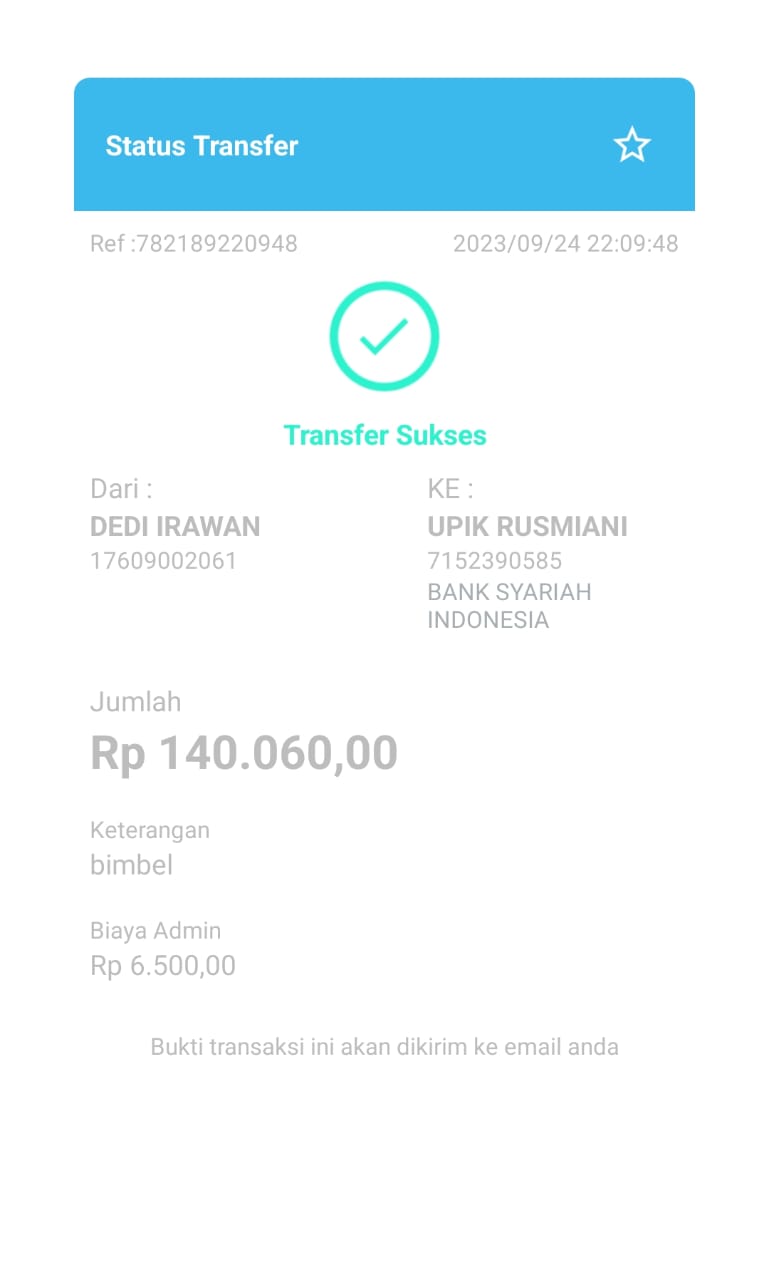 Status Transfer
Ref :782189220948
2023/09/24 22:09:48
Transfer Sukses
Dari :
DEDI IRAWAN
17609002061
KE :
UPIK RUSMIANI
7152390585
BANK SYARIAH
INDONESIA
Jumlah
Rp 140.060,00
Keterangan
bimbel
Biaya Admin
Rp 6.500,00
Bukti transaksi ini akan dikirim ke email anda